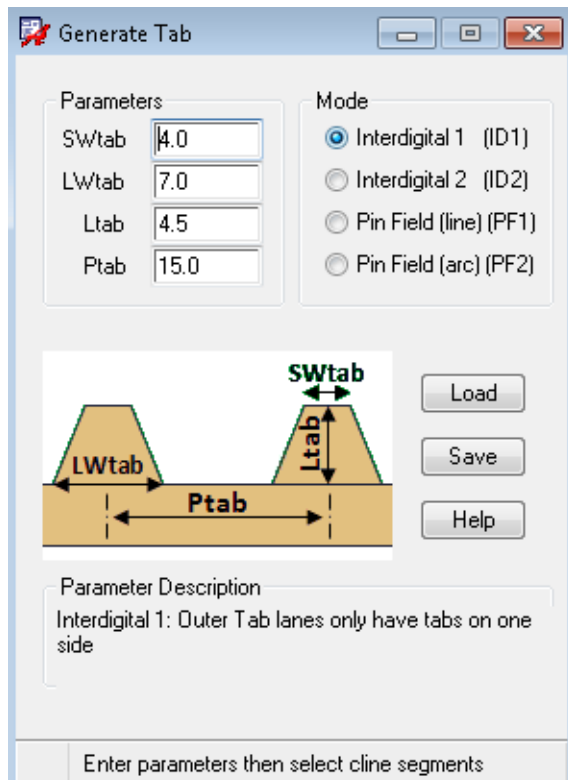 Generate Tab
Parameters
SWtab 4.0
LWtab 7.0
Ltab 4.5
Ptab 15.0
Mode
Interdigital 1 (ID1)
Interdigital 2 (ID2)
Pin Field (line) (PF1)
Pin Field (arc) (PF2)
SWtab
Ltab
LWtab
Ptab
Load
Save
Help
Parameter Description
Interdigital 1: Outer Tab lanes only have tabs on one
side
Enter parameters then select cline segments